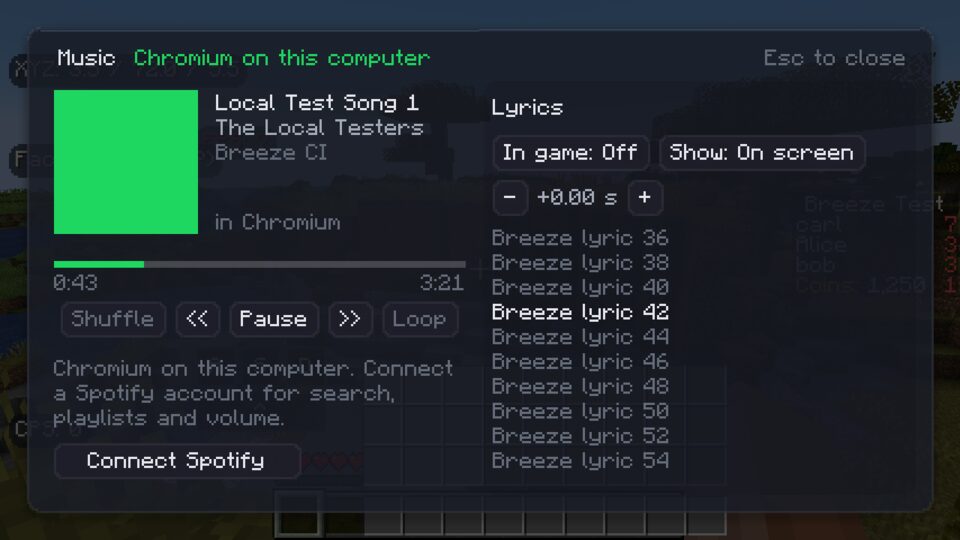 Music Chromium on this computer
Esc to close
Local Test Song 1
The Local Testers
Breeze CI
in Chromium
0:43
3:21
Shuffle << Pause >> Loop
Chromium on this computer. Connect
a Spotify account for search,
playlists and volume.
Connect Spotify
Lyrics
In game: Off Show: On screen
- +0.00 s +
Breeze lyric 36
Breeze lyric 38
Breeze lyric 40
Breeze lyric 42
Breeze lyric 44
Breeze lyric 46
Breeze lyric 48
Breeze lyric 50
Breeze lyric 52
Breeze lyric 54
Breeze Test
carl
Alice
bob
Coins: 1,250